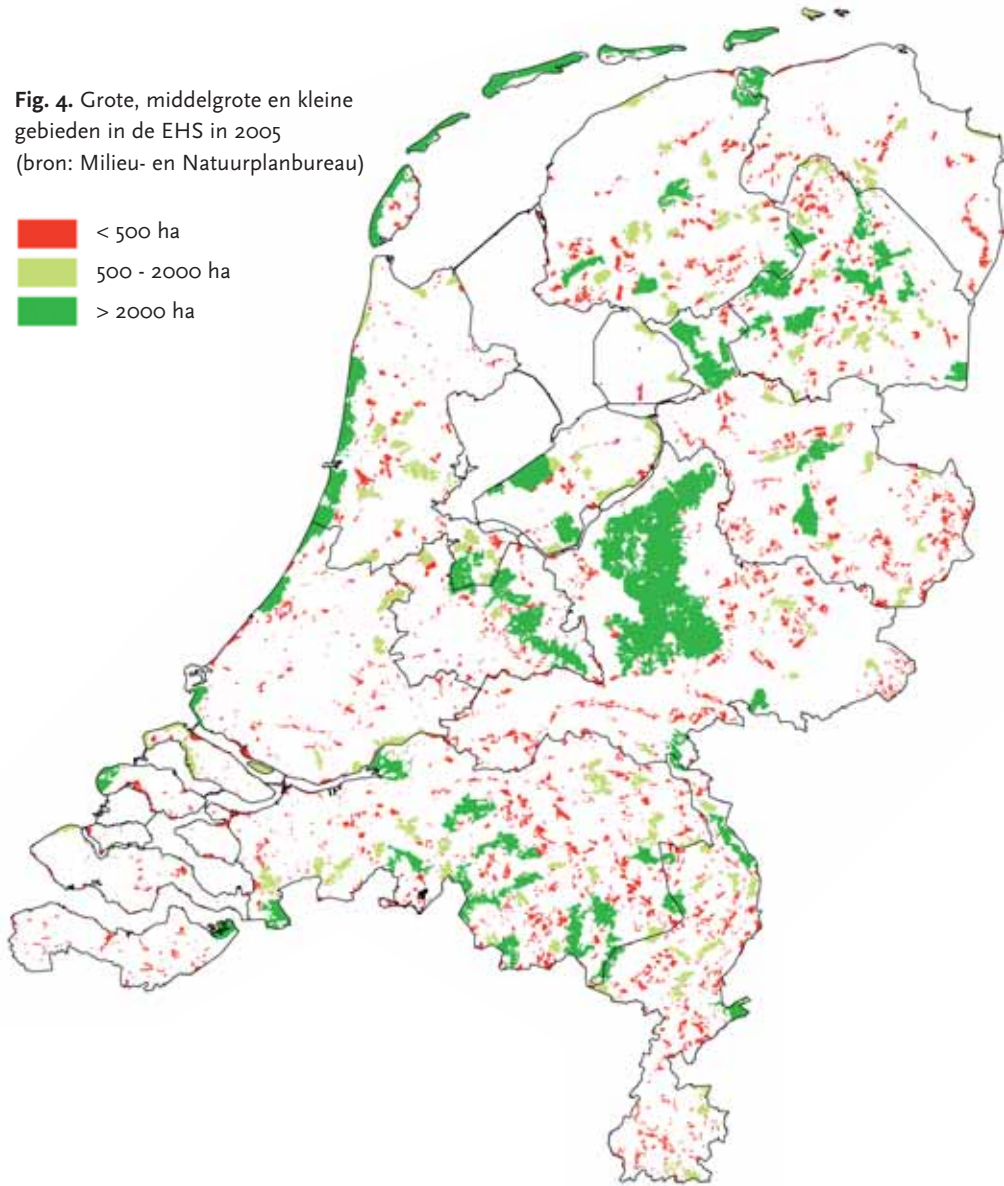 Fig. 4. Grote, middelgrote en kleine
gebieden in de EHS in 2005
(bron: Milieu- en Natuurplanbureau)
< 500 ha
500 - 2000 ha
> 2000 ha